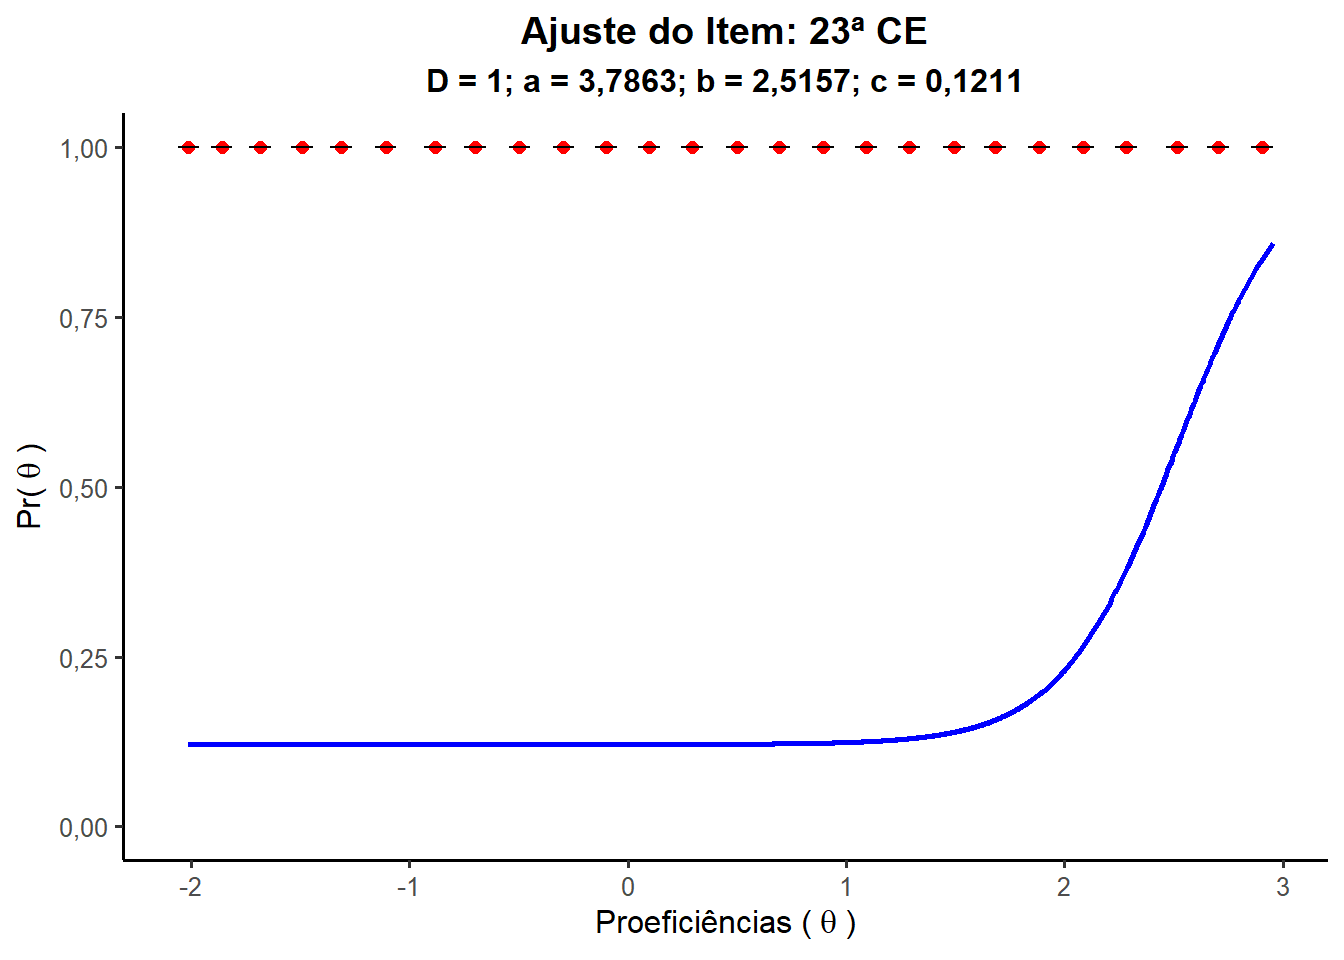 Ajuste do Item: 23ª CE
D = 1; a = 3,7863; b = 2,5157; c = 0,1211
Pr( θ )
1,00
0,75
0,50
0,25
0,00
-2 -1 0 1 2 3
Proeficiências ( θ )